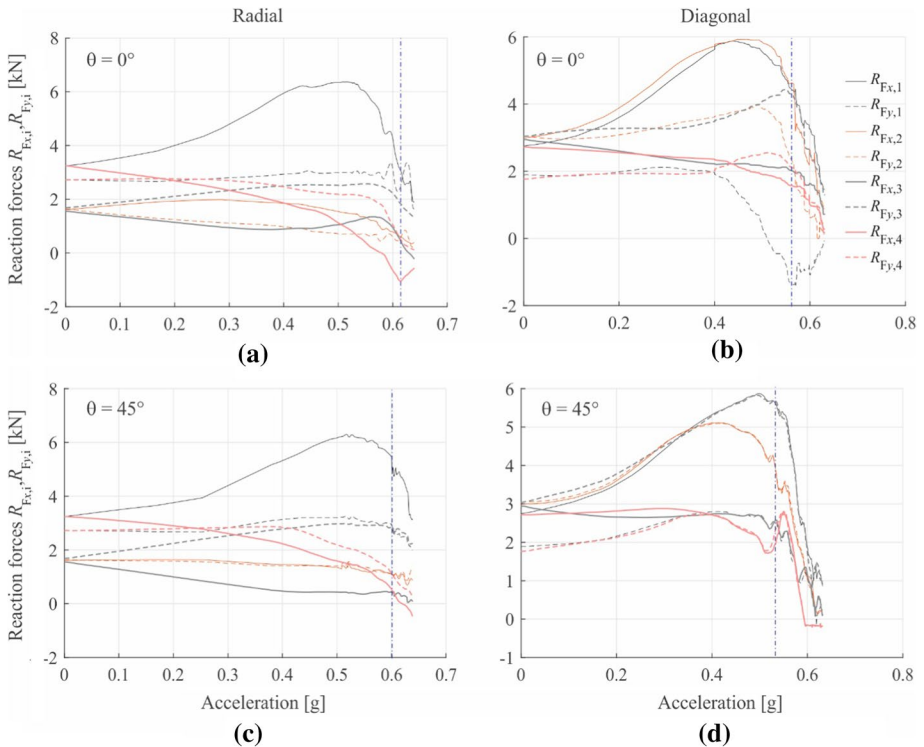 Radial
Diagonal
θ = 0°
θ = 0°
Reaction forces R_Fx,i,R_Fy,i [kN]
8
6
4
2
0
-2
0
0.1
0.2
0.3
0.4
0.5
0.6
0.7
(a)
6
4
2
0
-2
0
0.2
0.4
0.6
0.8
R_Fx,1
R_Fy,1
R_Fx,2
R_Fy,2
R_Fx,3
R_Fy,3
R_Fx,4
R_Fy,4
(b)
θ = 45°
Reaction forces R_Fx,i,R_Fy,i [kN]
8
6
4
2
0
-2
0
0.1
0.2
0.3
0.4
0.5
0.6
0.7
Acceleration [g]
(c)
θ = 45°
6
5
4
3
2
1
0
-1
0
0.2
0.4
0.6
0.8
Acceleration [g]
(d)